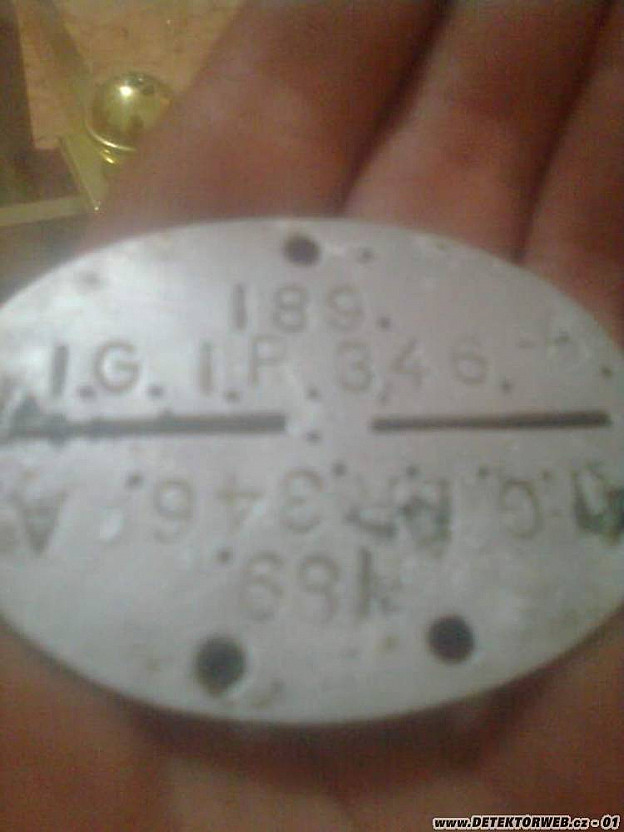 189.
I.G. I.P. 346.
346. A
189
www.DETEKTORWEB.cz - 01